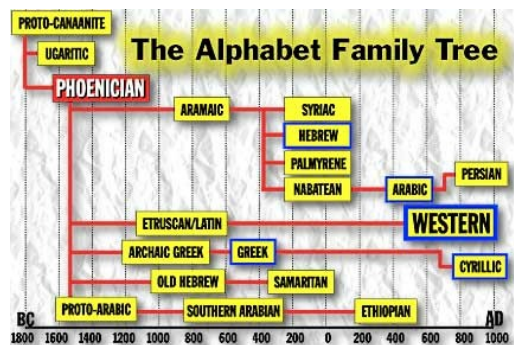 PROTO-CANAANITE
The Alphabet Family Tree
UGARITIC
PHOENICIAN
ARAMAIC
SYRIAC
HEBREW
PALMYRENE
NABATEAN
ARABIC
PERSIAN
ETRUSCAN/LATIN
WESTERN
ARCHAIC GREEK
GREEK
CYRILLIC
OLD HEBREW
SAMARITAN
PROTO-ARABIC
SOUTHERN ARABIAN
ETHIOPIAN
BC AD
1800 1600 1400 1200 1000 800 600 400 200 0 200 400 600 800 1000